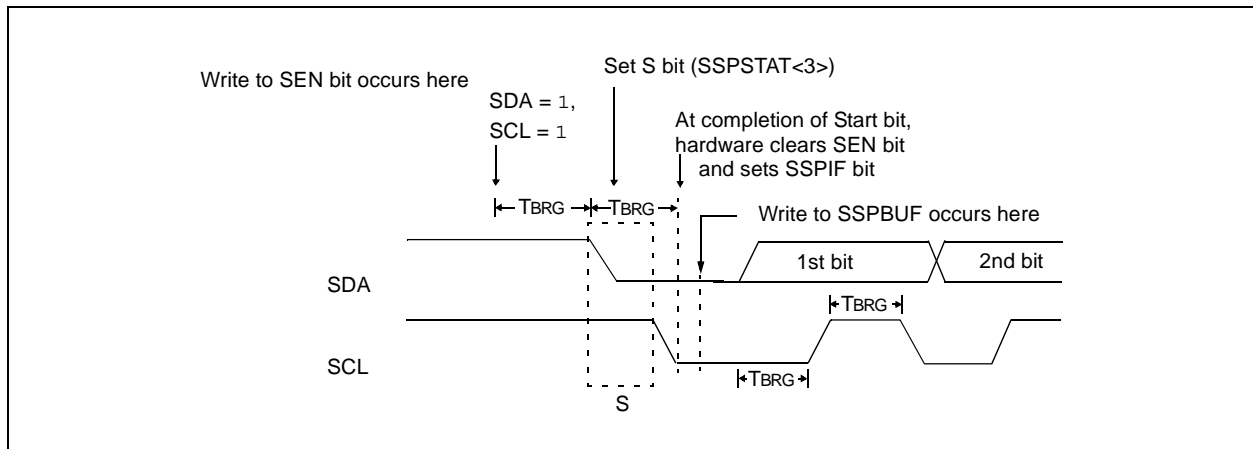 Write to SEN bit occurs here
Set S bit (SSPSTAT<3>)
SDA = 1,
SCL = 1
At completion of Start bit,
hardware clears SEN bit
and sets SSPIF bit
TBRG
TBRG
Write to SSPBUF occurs here
SDA
1st bit
2nd bit
TBRG
SCL
TBRG
S